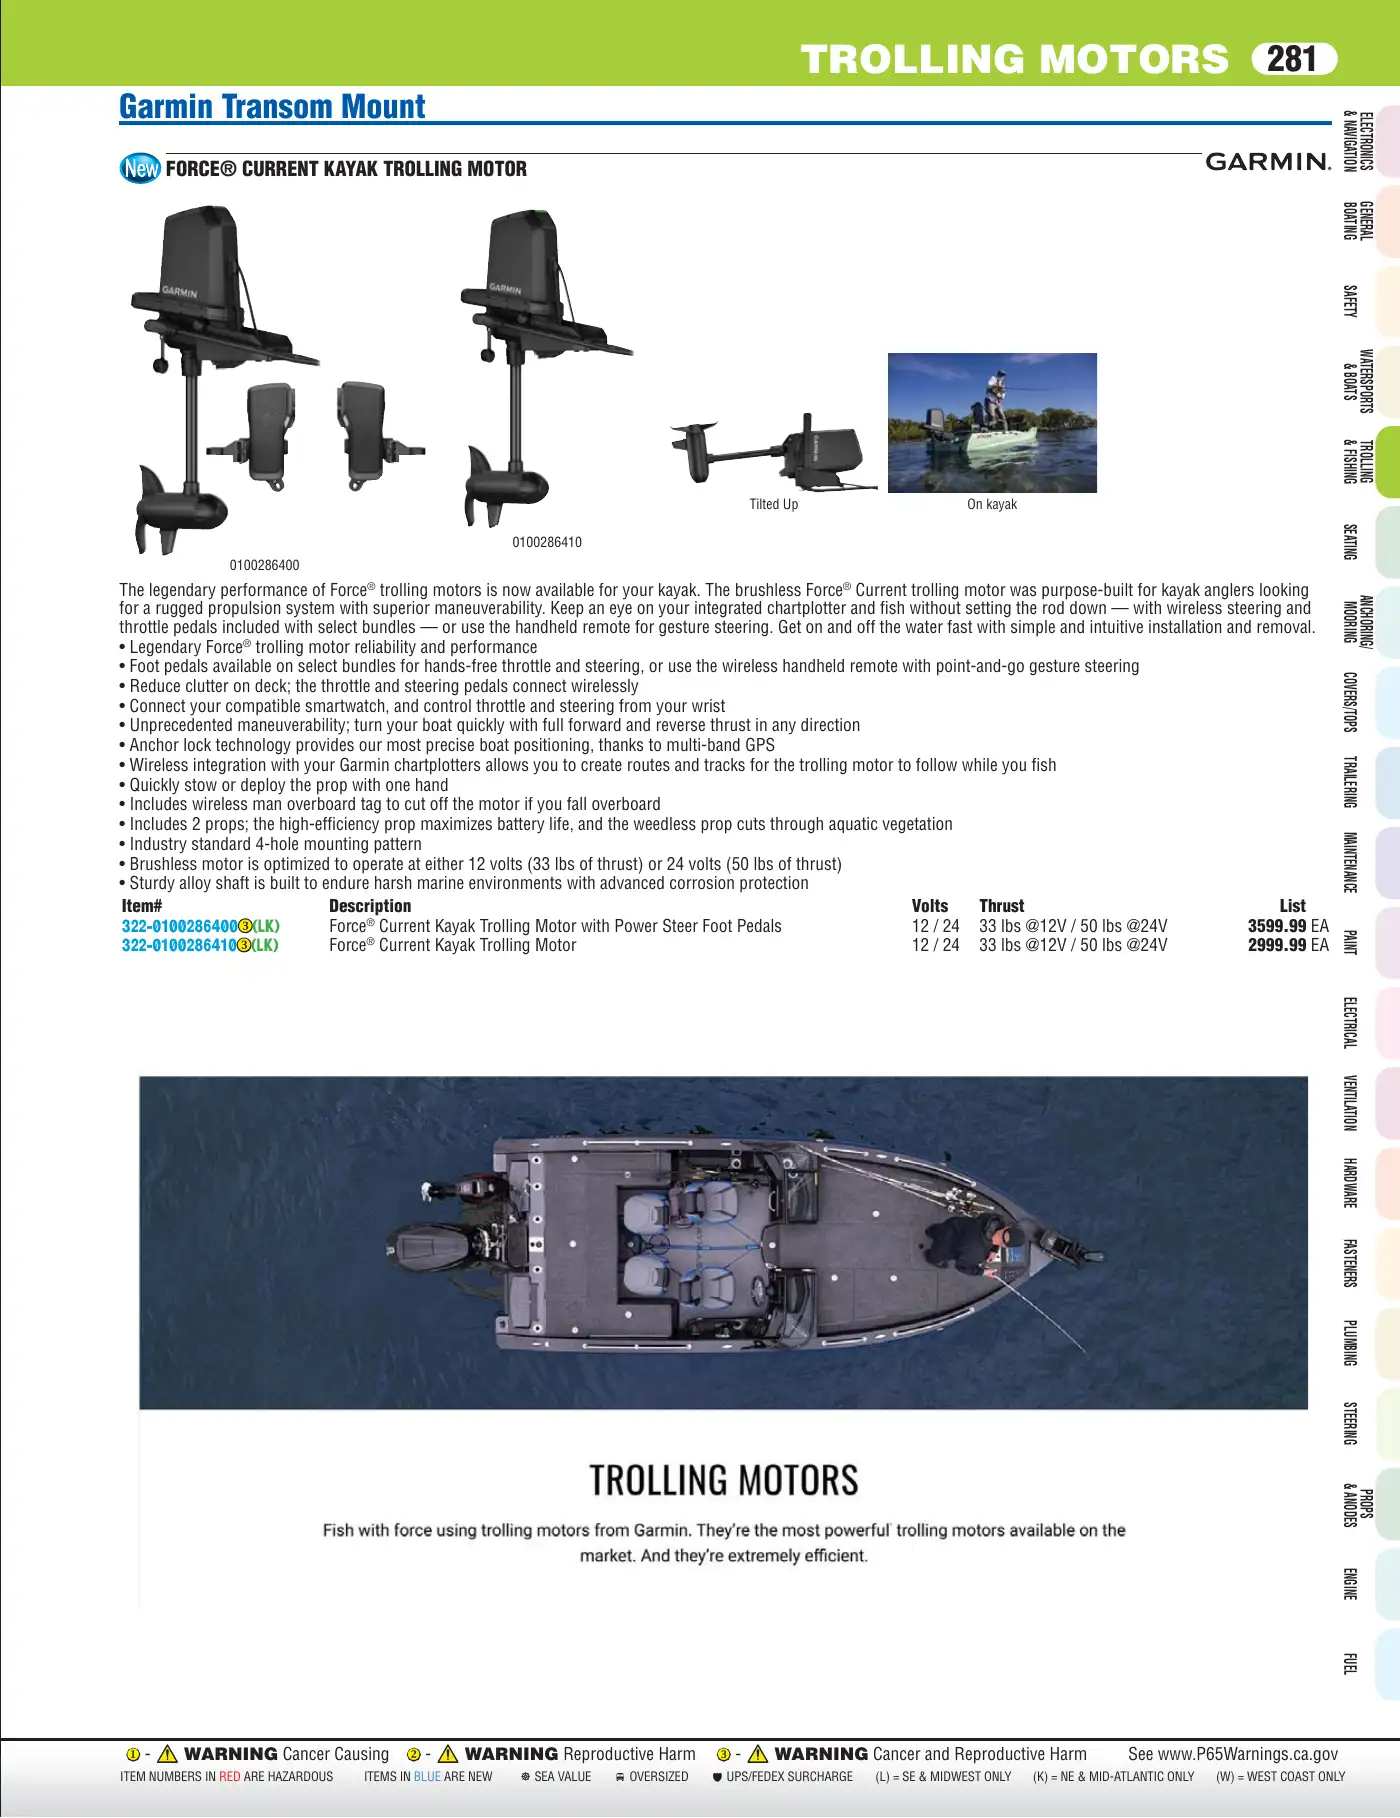 TROLLING MOTORS 281
Garmin Transom Mount
New FORCE® CURRENT KAYAK TROLLING MOTOR
GARMIN®
GARMIN
GARMIN
Tilted Up
On kayak
0100286410
0100286400
The legendary performance of Force® trolling motors is now available for your kayak. The brushless Force® Current trolling motor was purpose-built for kayak anglers looking
for a rugged propulsion system with superior maneuverability. Keep an eye on your integrated chartplotter and fish without setting the rod down — with wireless steering and
throttle pedals included with select bundles — or use the handheld remote for gesture steering. Get on and off the water fast with simple and intuitive installation and removal.
• Legendary Force® trolling motor reliability and performance
• Foot pedals available on select bundles for hands-free throttle and steering, or use the wireless handheld remote with point-and-go gesture steering
• Reduce clutter on deck; the throttle and steering pedals connect wirelessly
• Connect your compatible smartwatch, and control throttle and steering from your wrist
• Unprecedented maneuverability; turn your boat quickly with full forward and reverse thrust in any direction
• Anchor lock technology provides our most precise boat positioning, thanks to multi-band GPS
• Wireless integration with your Garmin chartplotters allows you to create routes and tracks for the trolling motor to follow while you fish
• Quickly stow or deploy the prop with one hand
• Includes wireless man overboard tag to cut off the motor if you fall overboard
• Includes 2 props; the high-efficiency prop maximizes battery life, and the weedless prop cuts through aquatic vegetation
• Industry standard 4-hole mounting pattern
• Brushless motor is optimized to operate at either 12 volts (33 lbs of thrust) or 24 volts (50 lbs of thrust)
• Sturdy alloy shaft is built to endure harsh marine environments with advanced corrosion protection
Item# Description Volts Thrust List
322-0100286400 3 (LK) Force® Current Kayak Trolling Motor with Power Steer Foot Pedals 12 / 24 33 lbs @12V / 50 lbs @24V 3599.99 EA
322-0100286410 3 (LK) Force® Current Kayak Trolling Motor 12 / 24 33 lbs @12V / 50 lbs @24V 2999.99 EA
TROLLING MOTORS
Fish with force using trolling motors from Garmin. They're the most powerful trolling motors available on the
market. And they're extremely efficient.
ELECTRONICS
& NAVIGATION
GENERAL
BOATING
SAFETY
WATERSPORTS
& BOATS
TROLLING
& FISHING
SEATING
ANCHORING/
MOORING
COVERS/TOPS
TRAILERING
MAINTENANCE
PAINT
ELECTRICAL
VENTILATION
HARDWARE
FASTENERS
PLUMBING
STEERING
PROPS
& ANODES
ENGINE
FUEL
1 - WARNING Cancer Causing 2 - WARNING Reproductive Harm 3 - WARNING Cancer and Reproductive Harm See www.P65Warnings.ca.gov
ITEM NUMBERS IN RED ARE HAZARDOUS ITEMS IN BLUE ARE NEW SEA VALUE OVERSIZED UPS/FEDEX SURCHARGE (L) = SE & MIDWEST ONLY (K) = NE & MID-ATLANTIC ONLY (W) = WEST COAST ONLY